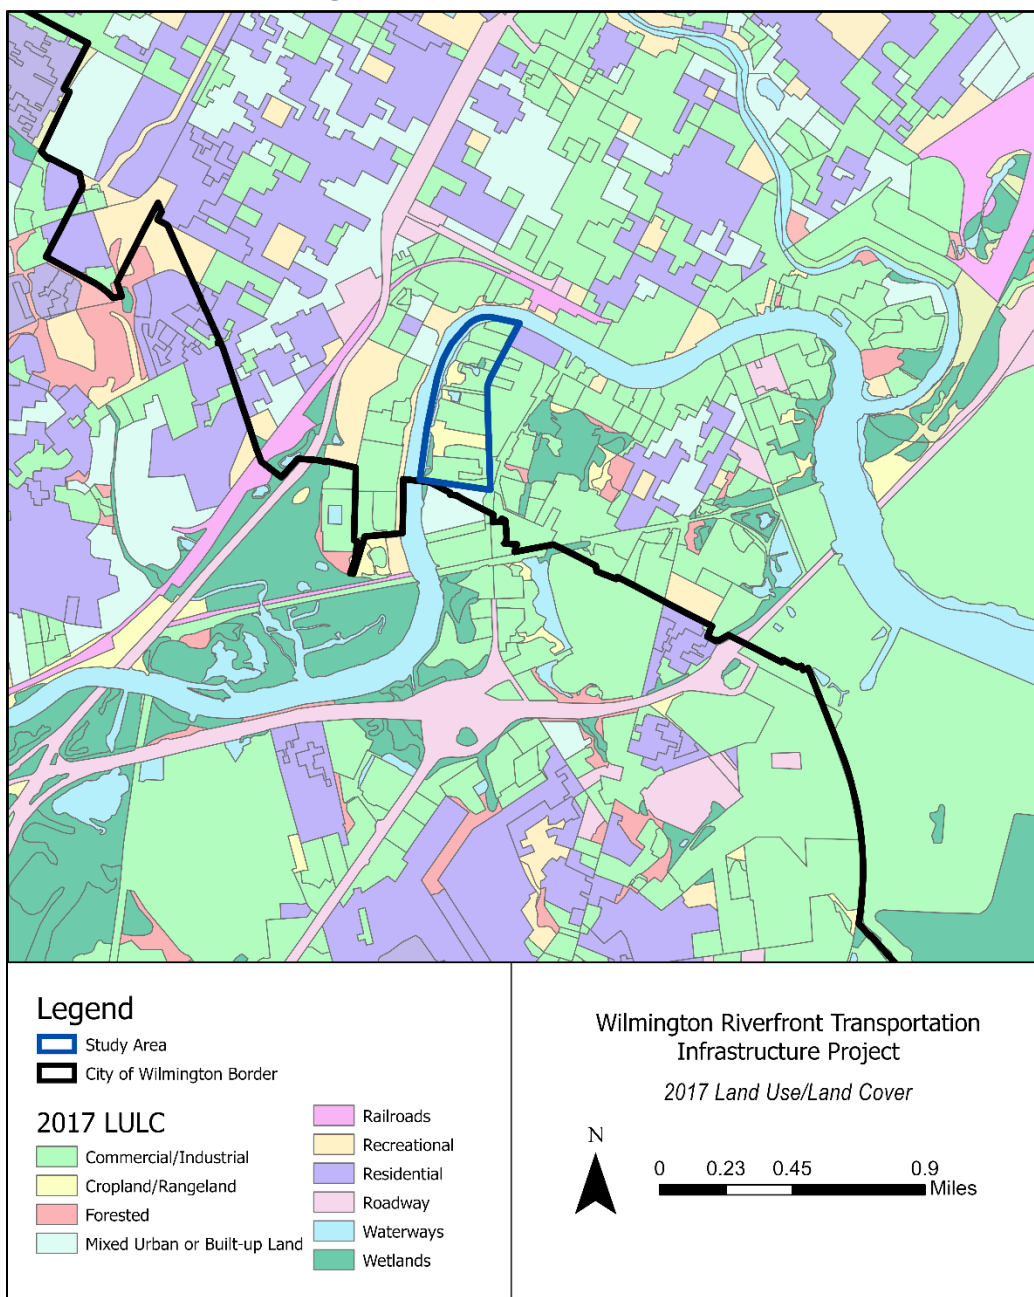 Legend
Study Area
City of Wilmington Border
2017 LULC
Commercial/Industrial
Cropland/Rangeland
Forested
Mixed Urban or Built-up Land
Railroads
Recreational
Residential
Roadway
Waterways
Wetlands
Wilmington Riverfront Transportation
Infrastructure Project
2017 Land Use/Land Cover
N
0 0.23 0.45 0.9
Miles